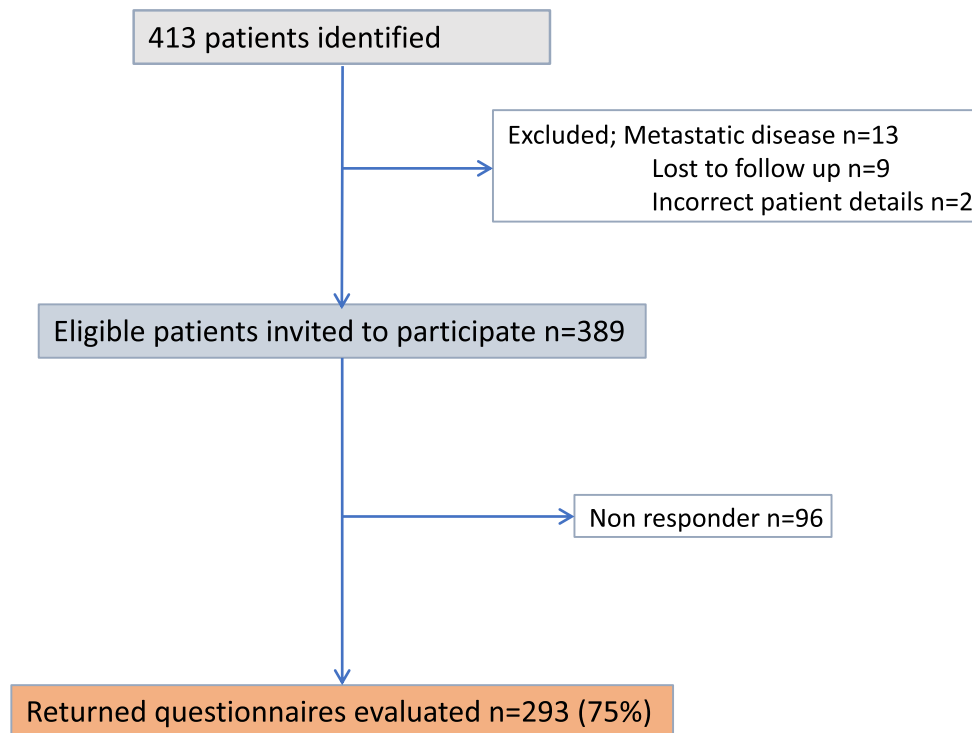 413 patients identified
Excluded; Metastatic disease n=13
Lost to follow up n=9
Incorrect patient details n=2
Eligible patients invited to participate n=389
Non responder n=96
Returned questionnaires evaluated n=293 (75%)